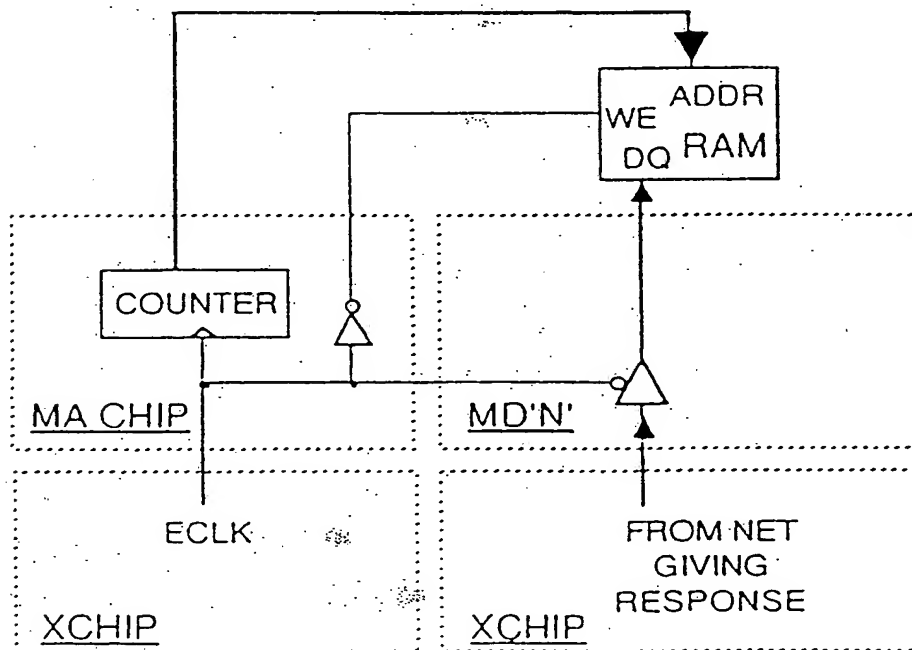 ADDR
WE
DQ RAM
COUNTER
MA CHIP
MD'N'
ECLK
FROM NET
GIVING
RESPONSE
XCHIP
XCHIP